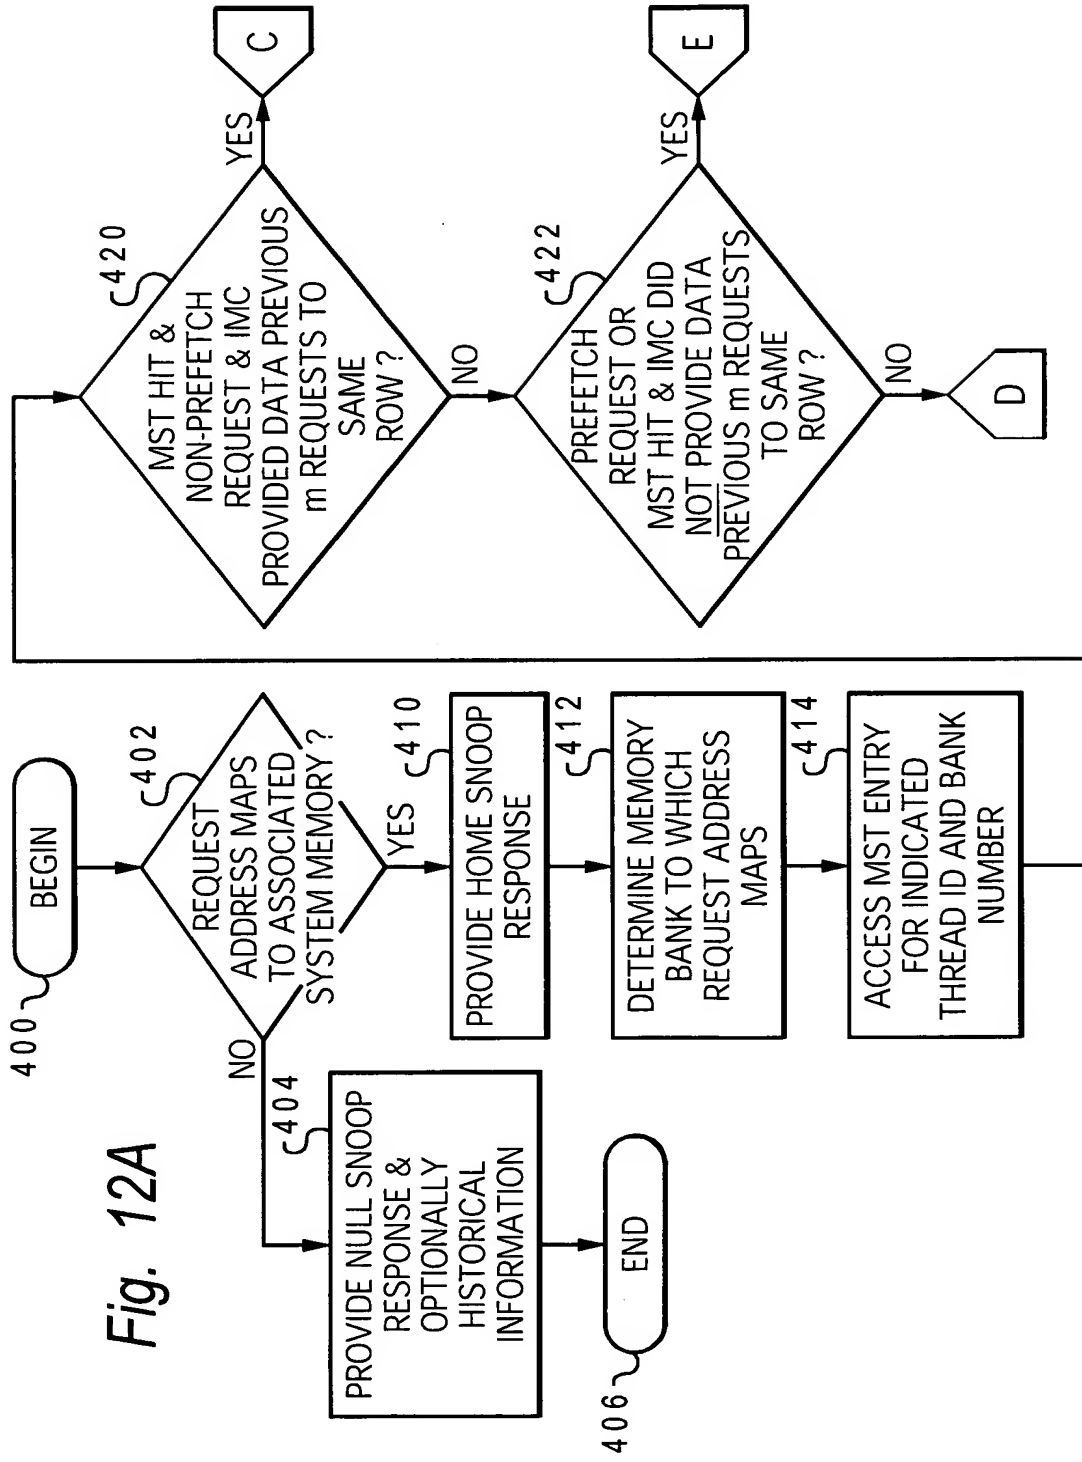 Fig. 12A
400
BEGIN
402
REQUEST
ADDRESS MAPS
TO ASSOCIATED
SYSTEM MEMORY?
NO
YES
404
PROVIDE NULL SNOOP
RESPONSE &
OPTIONALLY
HISTORICAL
INFORMATION
406
END
410
PROVIDE HOME SNOOP
RESPONSE
412
DETERMINE MEMORY
BANK TO WHICH
REQUEST ADDRESS
MAPS
414
ACCESS MST ENTRY
FOR INDICATED
THREAD ID AND BANK
NUMBER
420
MST HIT &
NON-PREFETCH
REQUEST & IMC
PROVIDED DATA PREVIOUS
m REQUESTS TO
SAME
ROW?
YES
C
NO
422
PREFETCH
REQUEST OR
MST HIT & IMC DID
NOT PROVIDE DATA
PREVIOUS m REQUESTS
TO SAME
ROW?
YES
E
NO
D